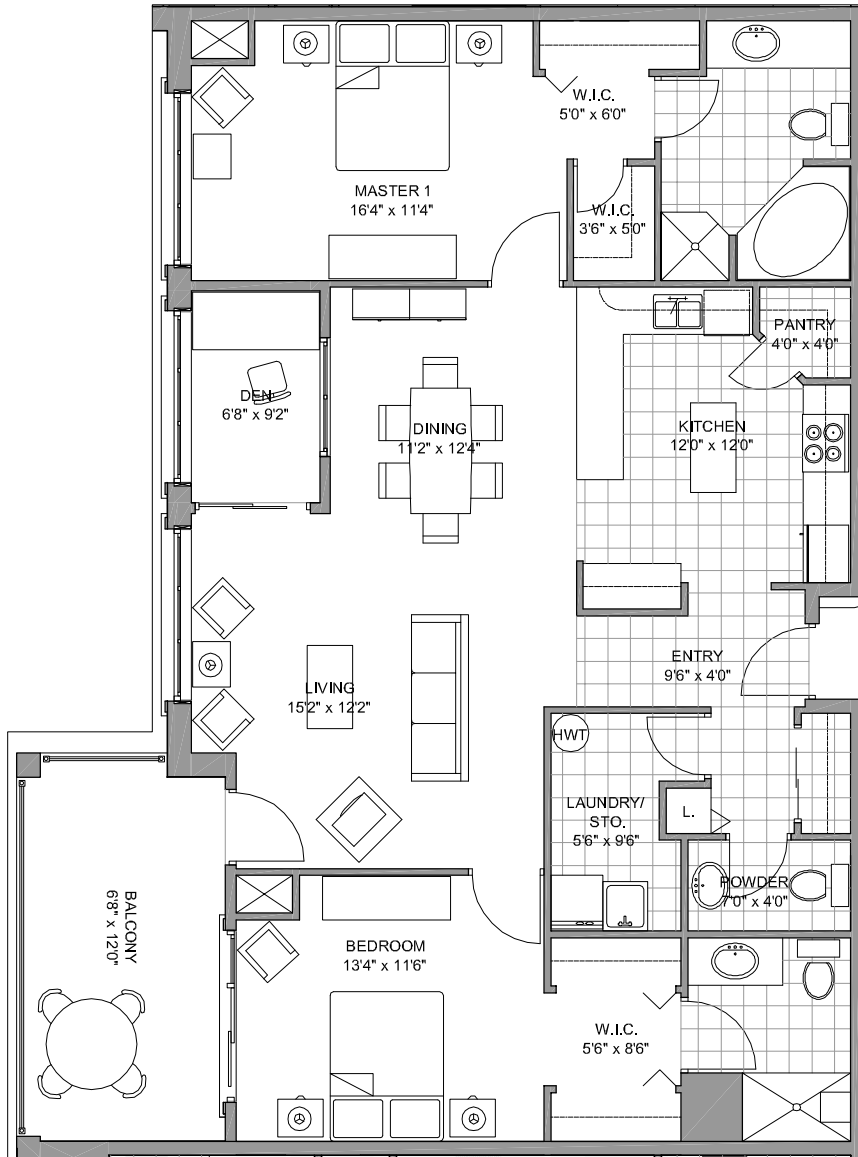 W.I.C.
5'0" x 6'0"
MASTER 1
16'4" x 11'4"
W.I.C.
3'6" x 5'0"
PANTRY
4'0" x 4'0"
DEN
6'8" x 9'2"
DINING
11'2" x 12'4"
KITCHEN
12'0" x 12'0"
ENTRY
9'6" x 4'0"
LIVING
15'2" x 12'2"
HWT
LAUNDRY/
STO.
5'6" x 9'6"
L.
POWDER
7'0" x 4'0"
BALCONY
6'8" x 12'0"
BEDROOM
13'4" x 11'6"
W.I.C.
5'6" x 8'6"